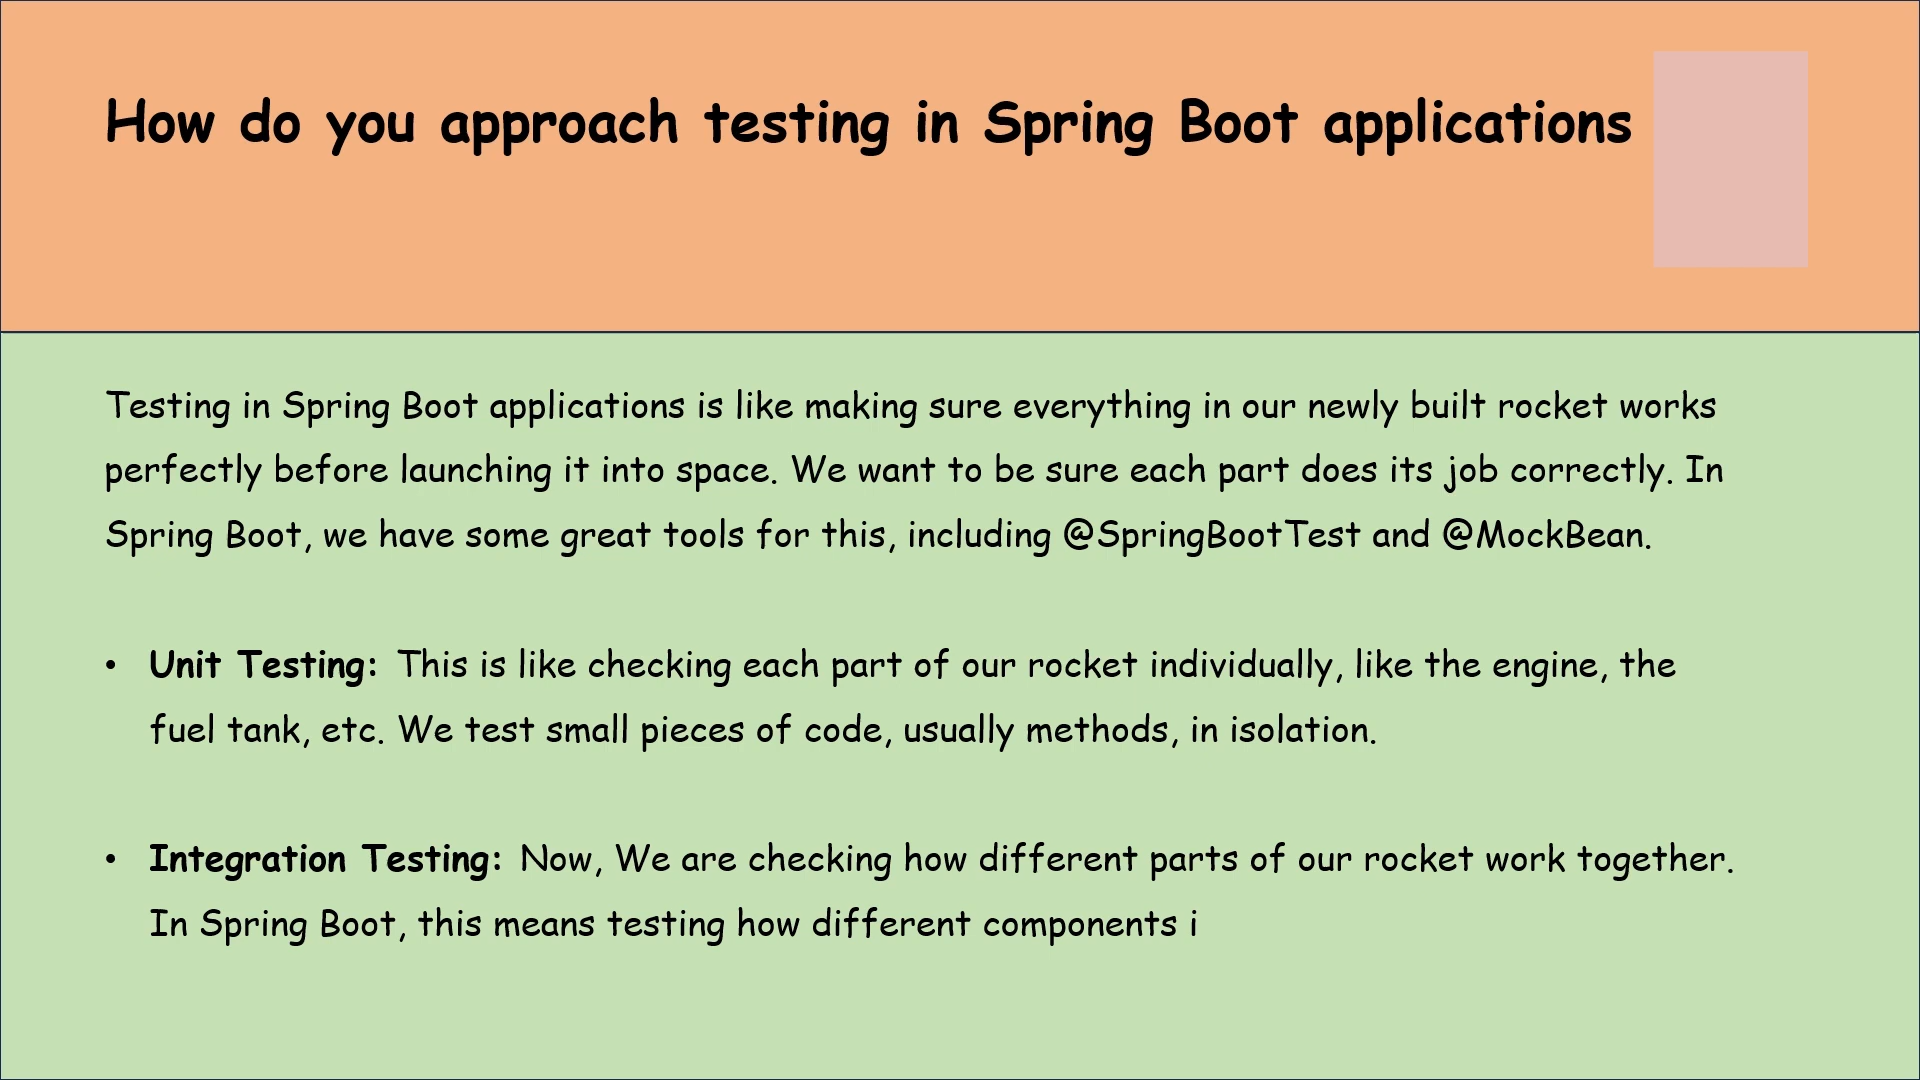 How do you approach testing in Spring Boot applications
Testing in Spring Boot applications is like making sure everything in our newly built rocket works
perfectly before launching it into space. We want to be sure each part does its job correctly. In
Spring Boot, we have some great tools for this, including @SpringBootTest and @MockBean.
• Unit Testing: This is like checking each part of our rocket individually, like the engine, the
fuel tank, etc. We test small pieces of code, usually methods, in isolation.
• Integration Testing: Now, We are checking how different parts of our rocket work together.
In Spring Boot, this means testing how different components i